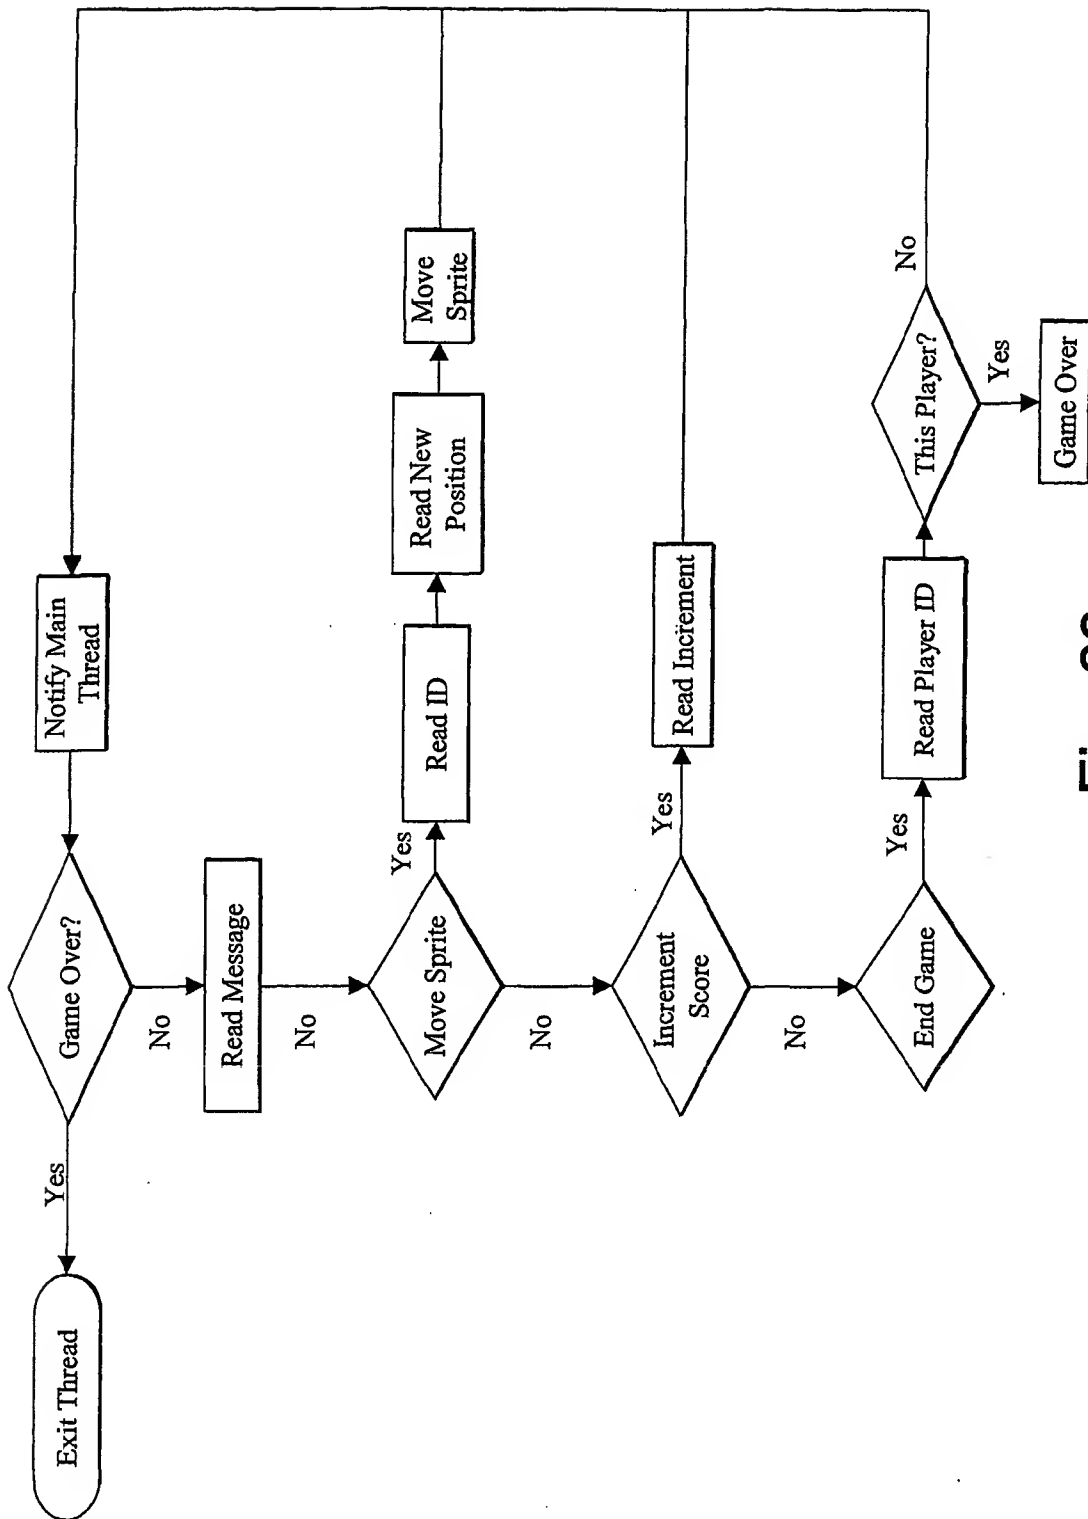 Exit Thread
Yes
Game Over?
Notify Main
Thread
No
Read Message
No
Move Sprite
Yes
Read ID
Read New
Position
Move
Sprite
No
Increment
Score
Yes
Read Increment
No
End Game
Yes
Read Player ID
This Player?
No
Yes
Game Over